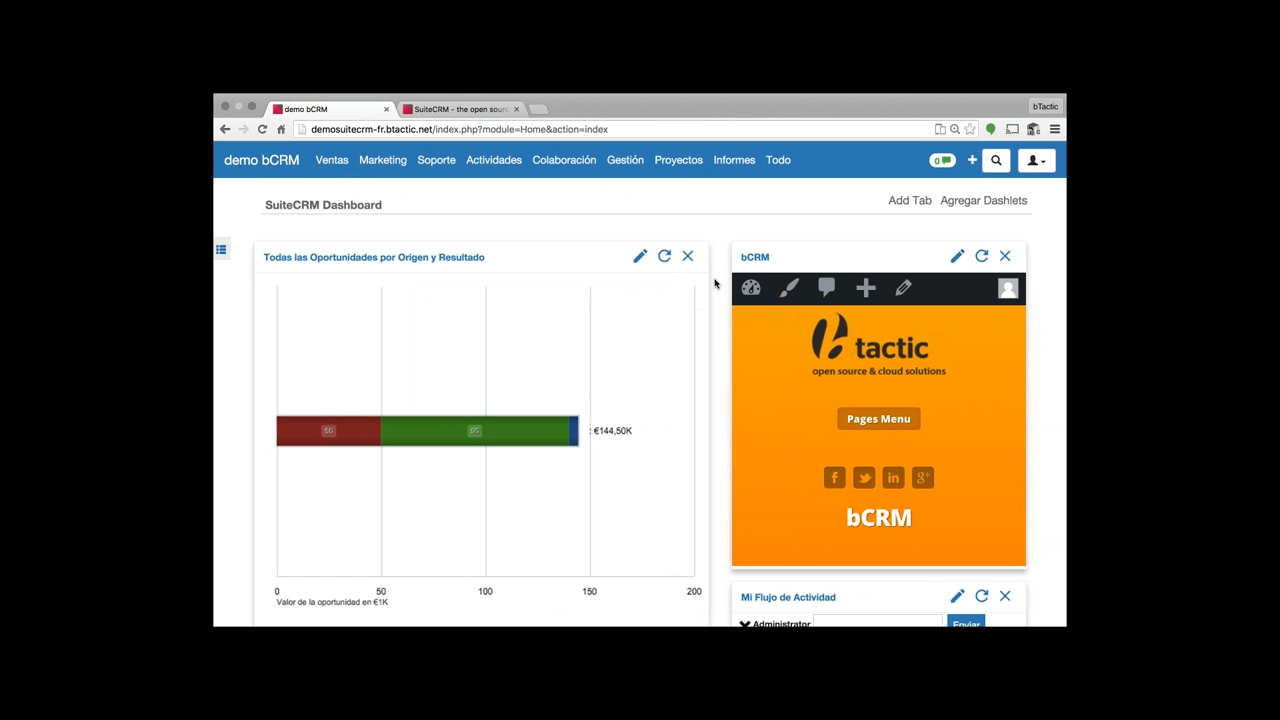 demo bCRM
SuiteCRM - the open sour
bTactic
demosuitecrm-fr.btactic.net/index.php?module=Home&action=index
demo bCRM Ventas Marketing Soporte Actividades Colaboración Gestión Proyectos Informes Todo 0
SuiteCRM Dashboard
Add Tab Agregar Dashlets
Todas las Oportunidades por Origen y Resultado
: €144,50K
0 50 100 150 200
Valor de la oportunidad en €1K
bCRM
tactic
open source & cloud solutions
Pages Menu
bCRM
Mi Flujo de Actividad
Administrador
Enviar